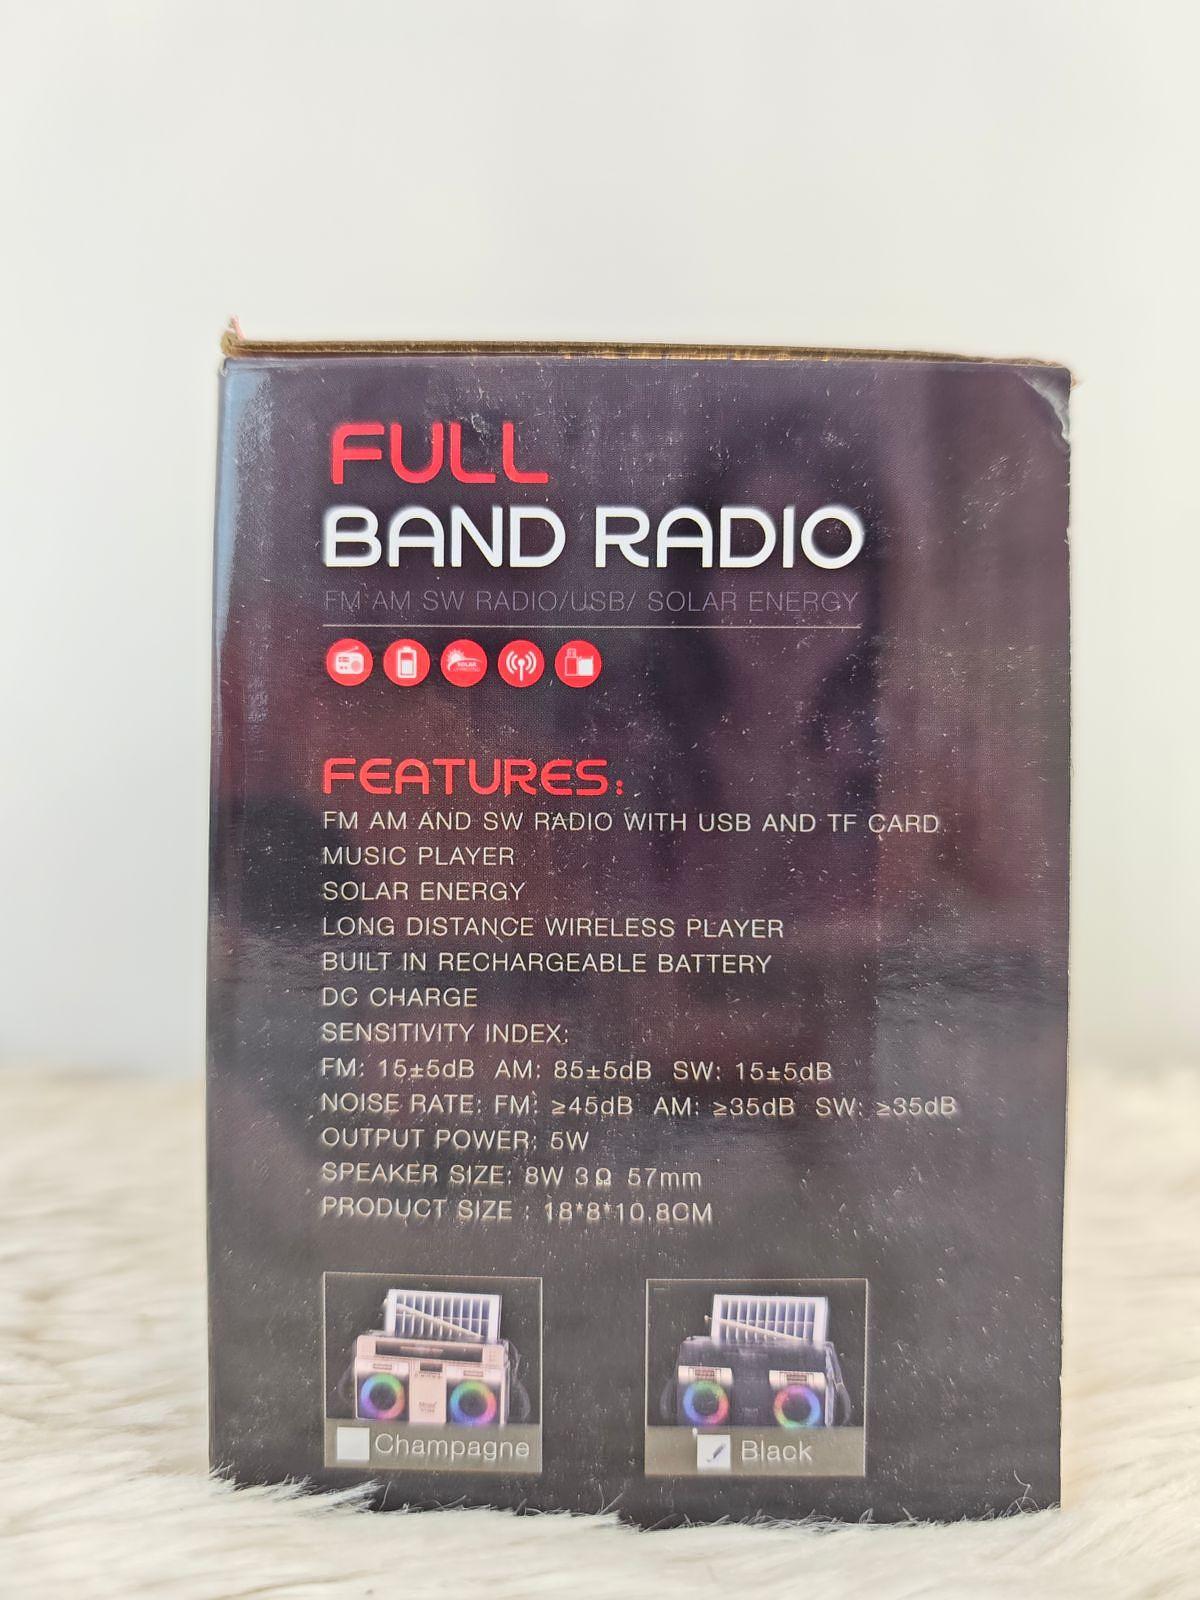 FULL
BAND RADIO
FM AM SW RADIO/USB/ SOLAR ENERGY
SOLAR
FEATURES:
FM AM AND SW RADIO WITH USB AND TF CARD
MUSIC PLAYER
SOLAR ENERGY
LONG DISTANCE WIRELESS PLAYER
BUILT IN RECHARGEABLE BATTERY
DC CHARGE
SENSITIVITY INDEX:
FM: 15±5dB AM: 85±5dB SW: 15±5dB
NOISE RATE: FM: ≥45dB AM: ≥35dB SW: ≥35dB
OUTPUT POWER: 5W
SPEAKER SIZE: 8W 3Ω 57mm
PRODUCT SIZE : 18*8*10.8CM
Champagne
Black